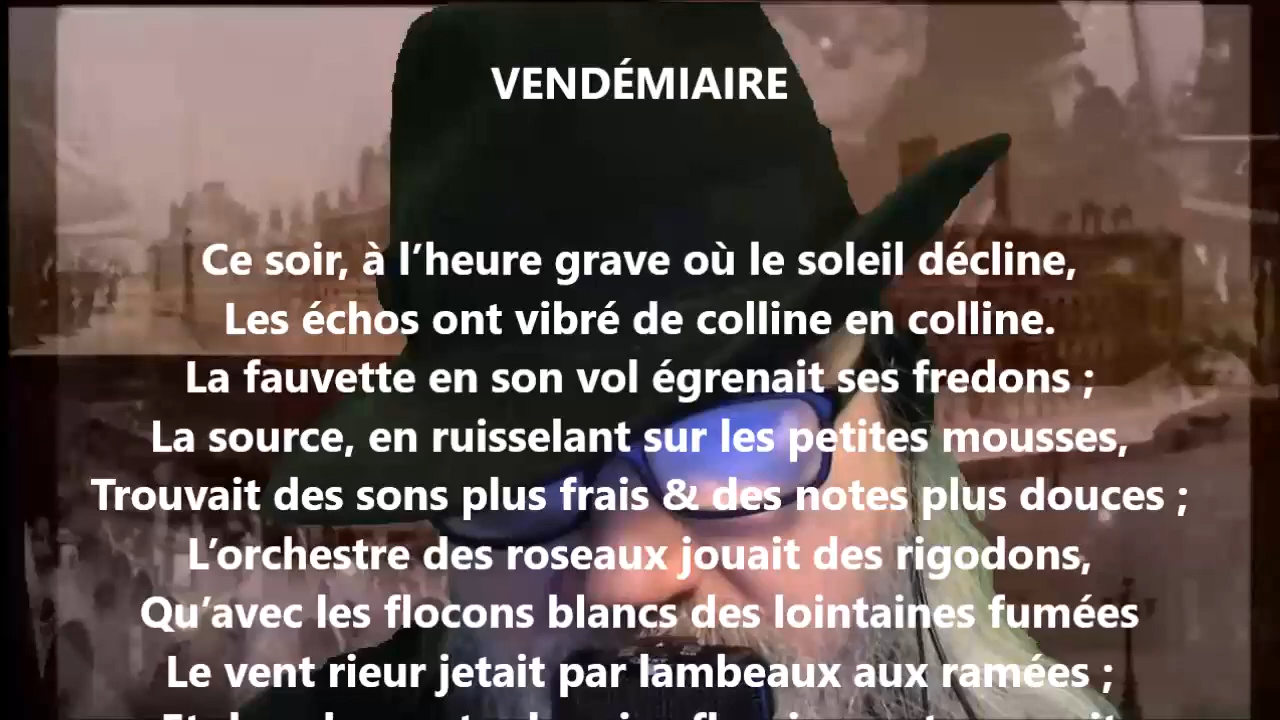 VENDÉMIAIRE
Ce soir, à l’heure grave où le soleil décline,
Les échos ont vibré de colline en colline.
La fauvette en son vol égrenait ses fredons ;
La source, en ruisselant sur les petites mousses,
Trouvait des sons plus frais & des notes plus douces ;
L’orchestre des roseaux jouait des rigodons,
Qu’avec les flocons blancs des lointaines fumées
Le vent rieur jetait par lambeaux aux ramées ;